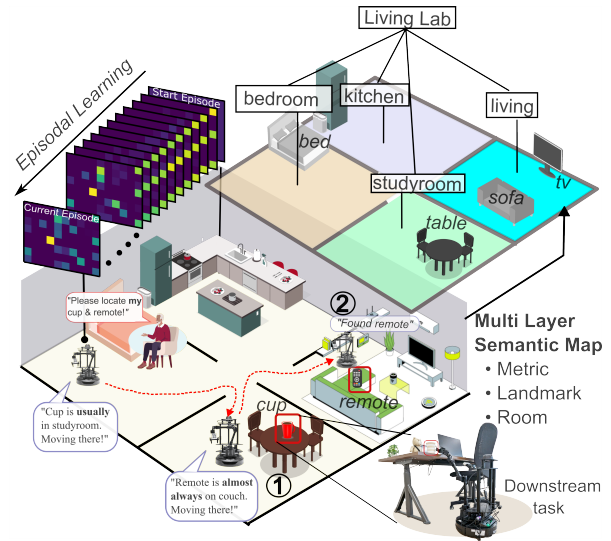 Living Lab
Episodal Learning
Start Episode
bedroom
kitchen
living
bed
tv
studyroom
sofa
table
Current Episode
"Please locate my
cup & remote!"
2
"Found remote"
Multi Layer
Semantic Map
• Metric
• Landmark
• Room
remote
cup
"Cup is usually
in studyroom.
Moving there!"
1
"Remote is almost
always on couch.
Moving there!"
Downstream
task